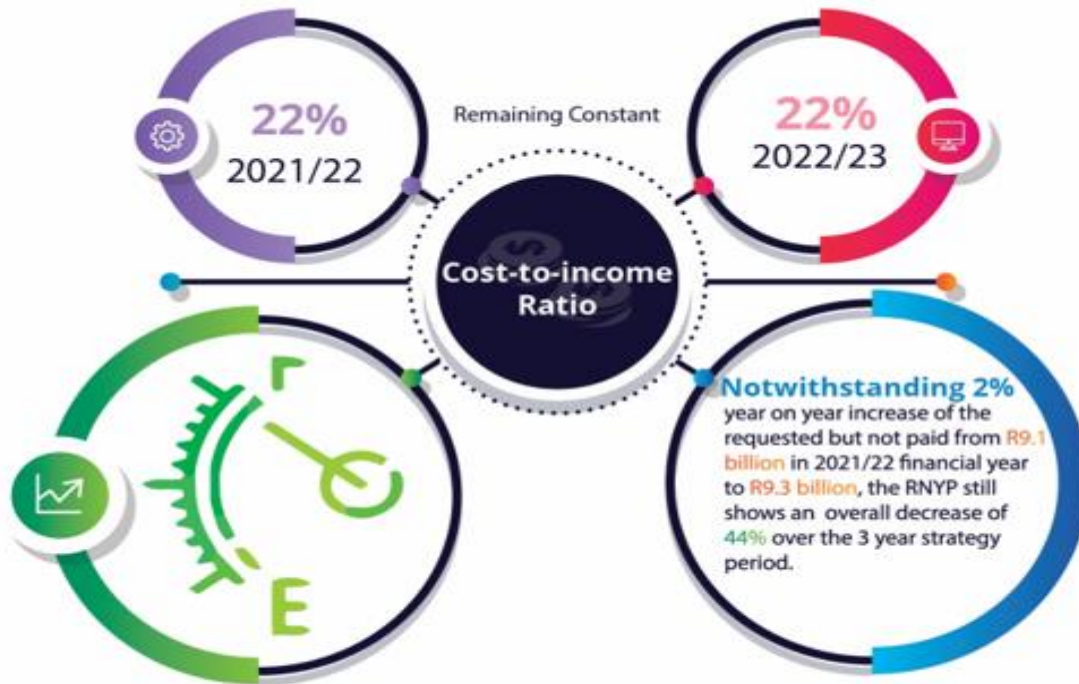 22%
2021/22
Remaining Constant
22%
2022/23
Cost-to-income
Ratio
E
Notwithstanding 2%
year on year increase of the
requested but not paid from R9.1
billion in 2021/22 financial year
to R9.3 billion, the RNYP still
shows an overall decrease of
44% over the 3 year strategy
period.